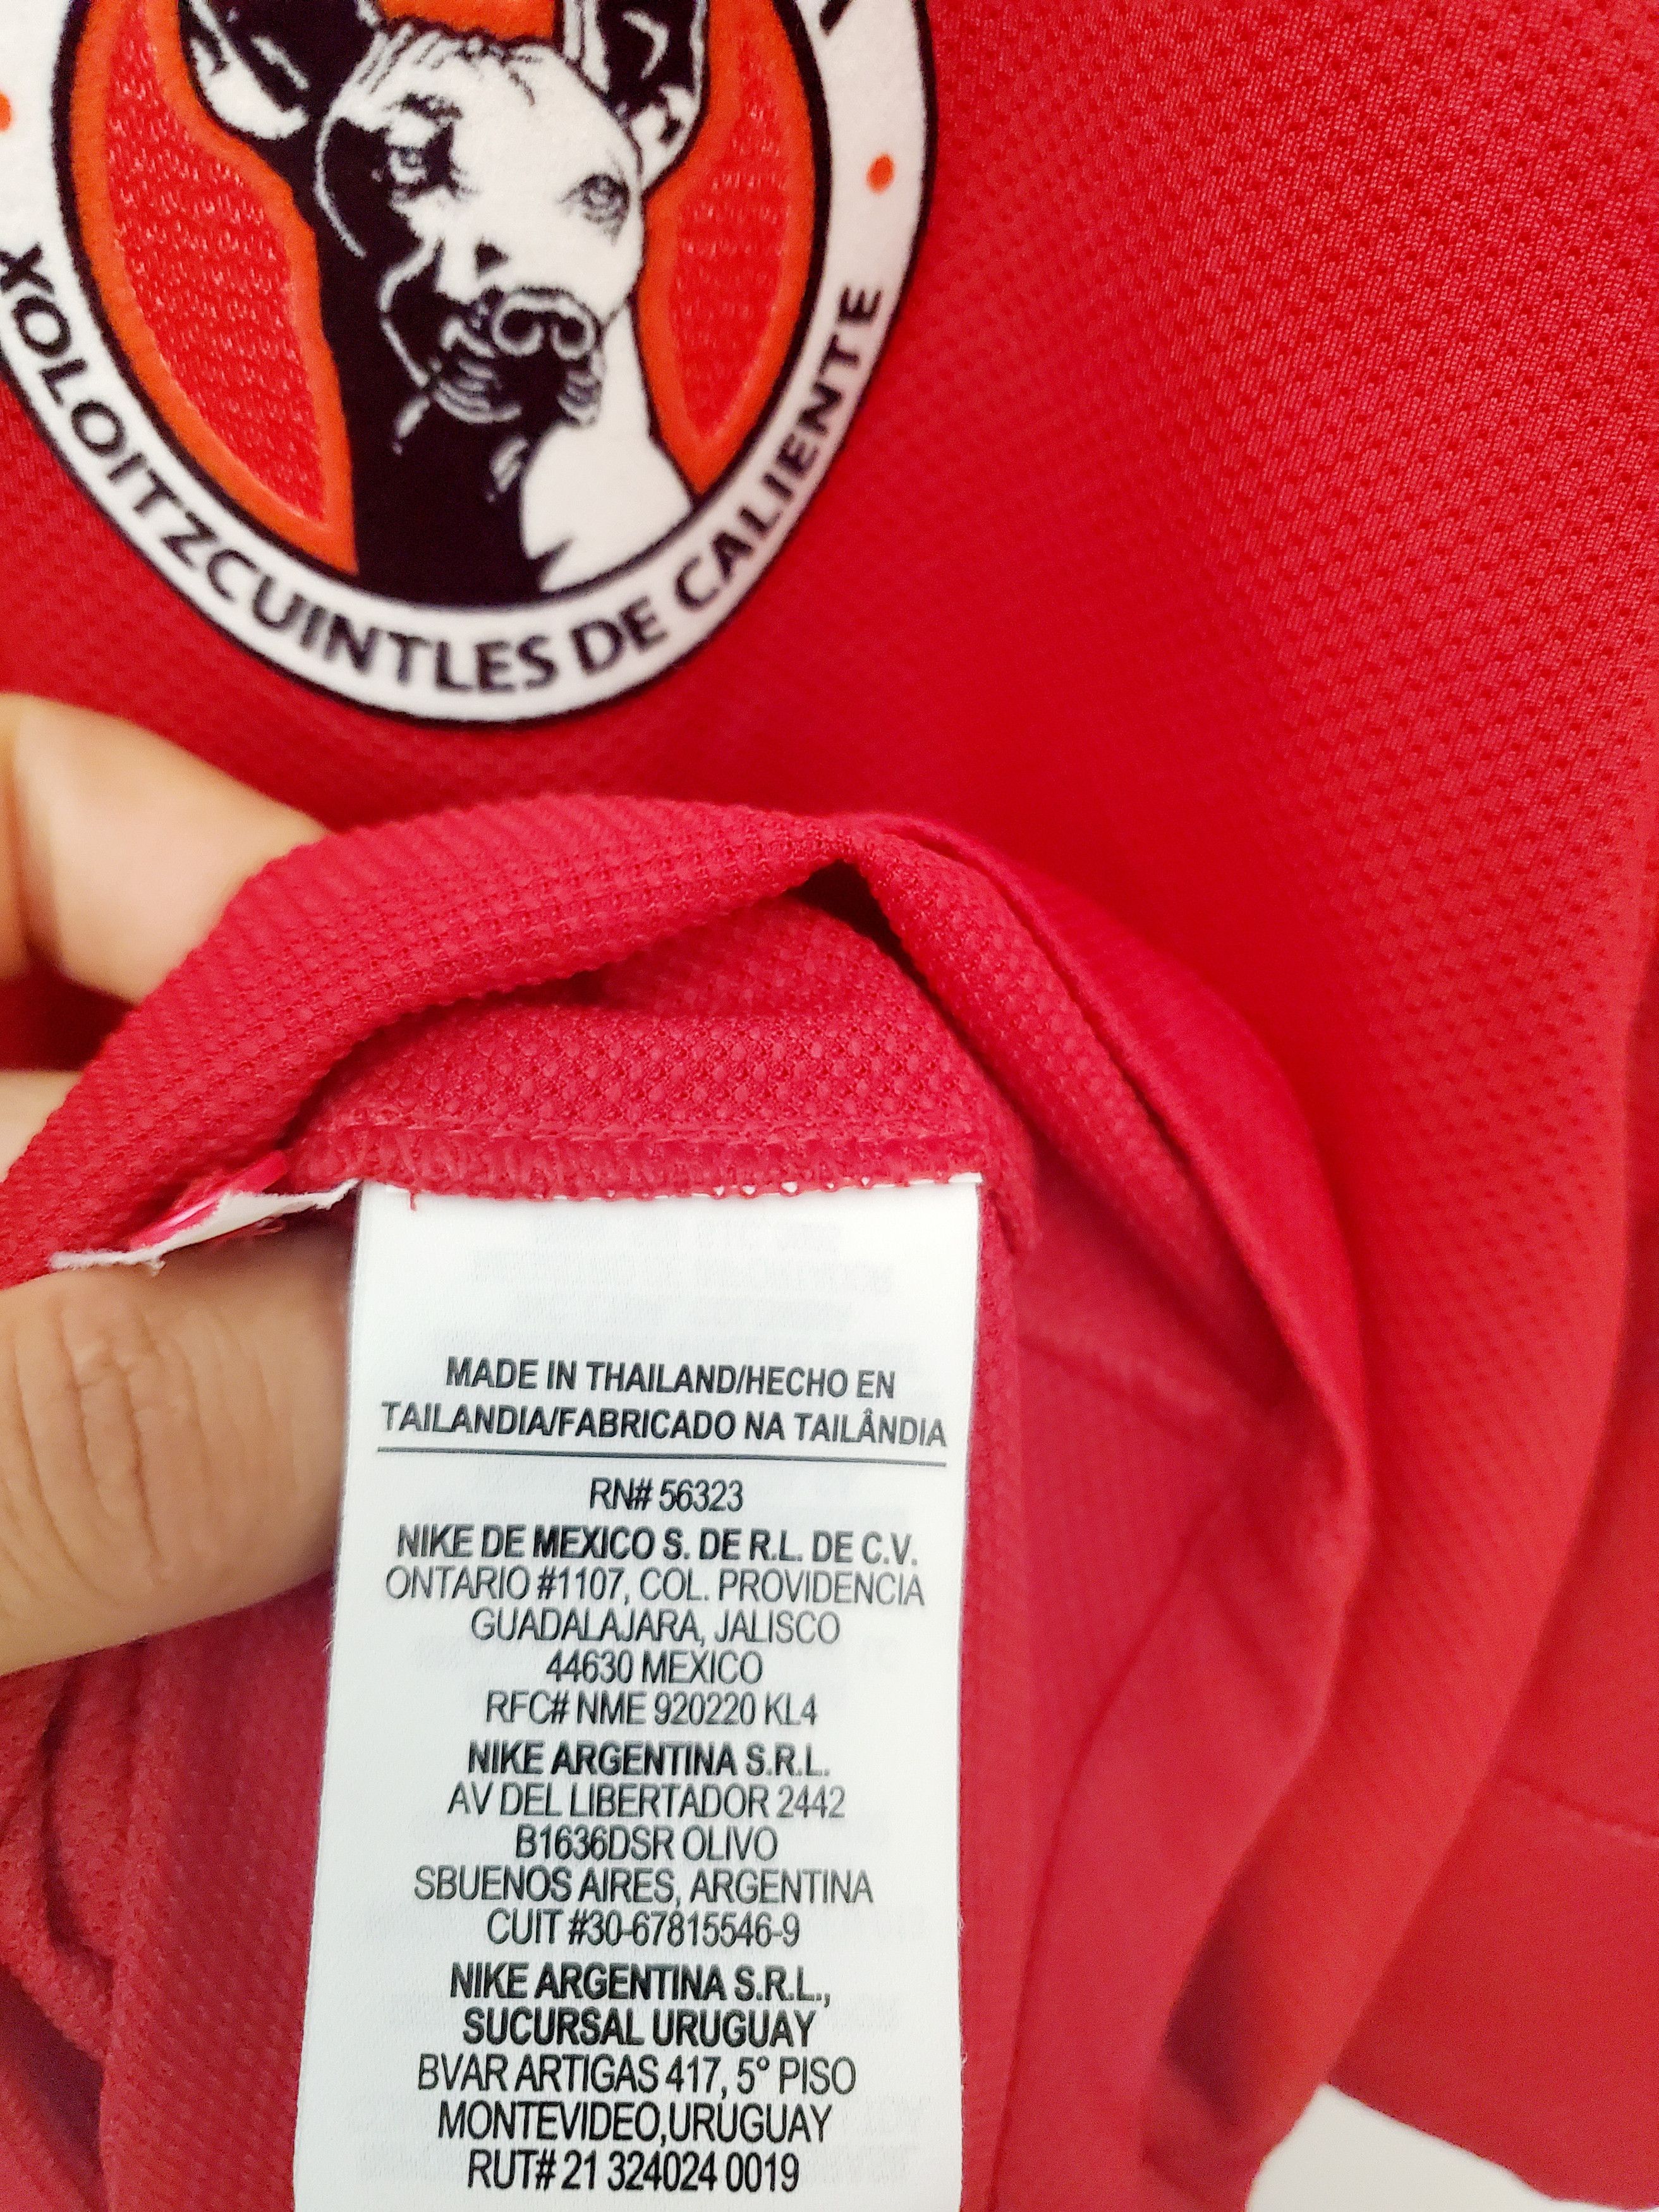 XOLOITZCUINTLES DE CALIENTE
MADE IN THAILAND/HECHO EN
TAILANDIA/FABRICADO NA TAILÂNDIA
RN# 56323
NIKE DE MEXICO S. DE R.L. DE C.V.
ONTARIO #1107, COL. PROVIDENCIA
GUADALAJARA, JALISCO
44630 MEXICO
RFC# NME 920220 KL4
NIKE ARGENTINA S.R.L.
AV DEL LIBERTADOR 2442
B1636DSR OLIVO
SBUENOS AIRES, ARGENTINA
CUIT #30-67815546-9
NIKE ARGENTINA S.R.L.,
SUCURSAL URUGUAY
BVAR ARTIGAS 417, 5° PISO
MONTEVIDEO,URUGUAY
RUT# 21 324024 0019